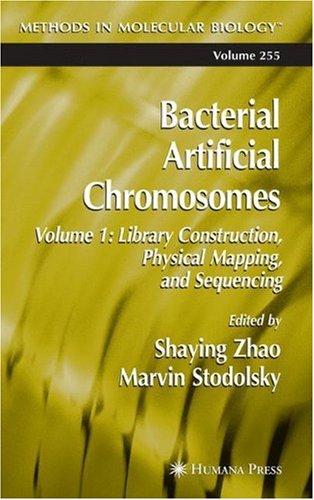 METHODS IN MOLECULAR BIOLOGY™
Volume 255
Bacterial
Artificial
Chromosomes
Volume 1: Library Construction,
Physical Mapping,
and Sequencing
Edited by
Shaying Zhao
Marvin Stodolsky
HUMANA PRESS